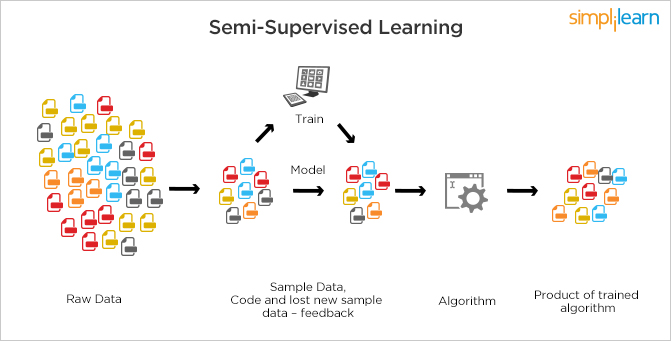 Semi-Supervised Learning
simplilearn
Train
Model
Raw Data
Sample Data,
Code and lost new sample
data – feedback
Algorithm
Product of trained
algorithm